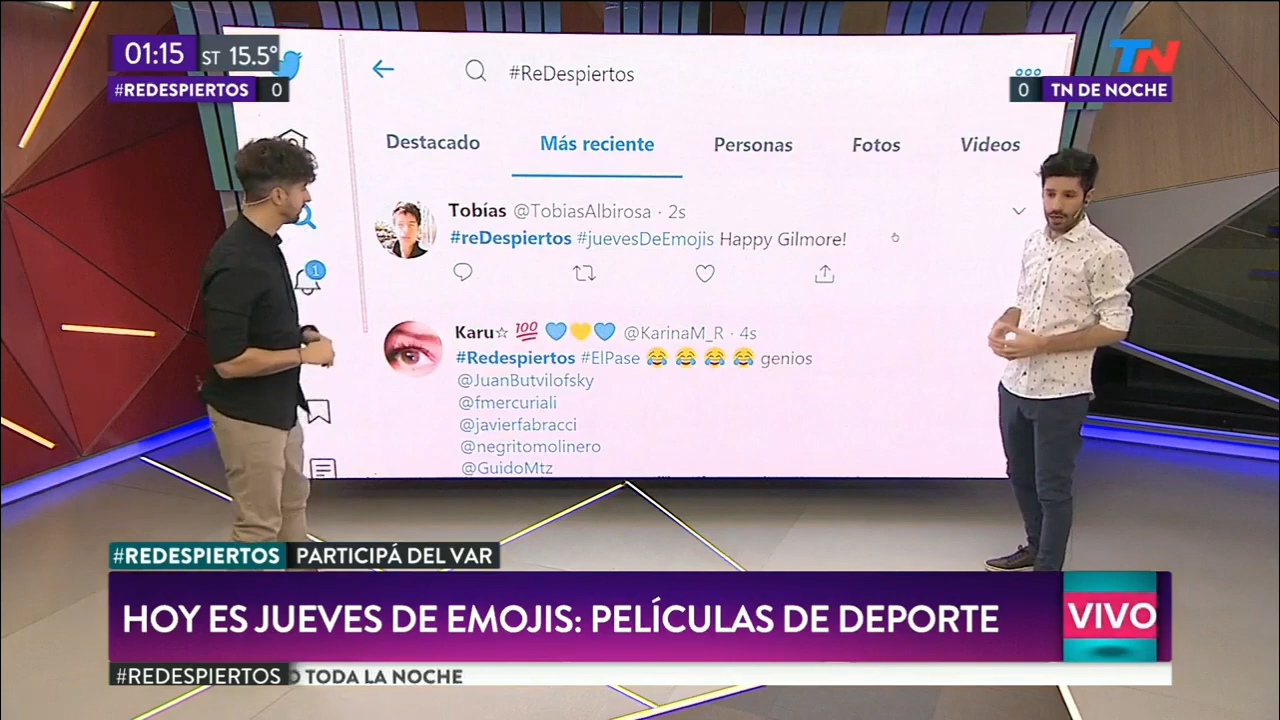 01:15 ST 15.5°
#REDESPIERTOS 0
TN
0 TN DE NOCHE
#ReDespiertos
Destacado Más reciente Personas Fotos Videos
Tobías @TobiasAlbirosa · 2s
#reDespiertos #juevesDeEmojis Happy Gilmore!
1
Karu☆ 💯 💙💛💙 @KarinaM_R · 4s
#Redespiertos #ElPase 😂 😂 😂 😂 genios
@JuanButvilofsky
@fmercuriali
@javierfabracci
@negritomolinero
@GuidoMtz
#REDESPIERTOS PARTICIPÁ DEL VAR
HOY ES JUEVES DE EMOJIS: PELÍCULAS DE DEPORTE
VIVO
#REDESPIERTOS O TODA LA NOCHE